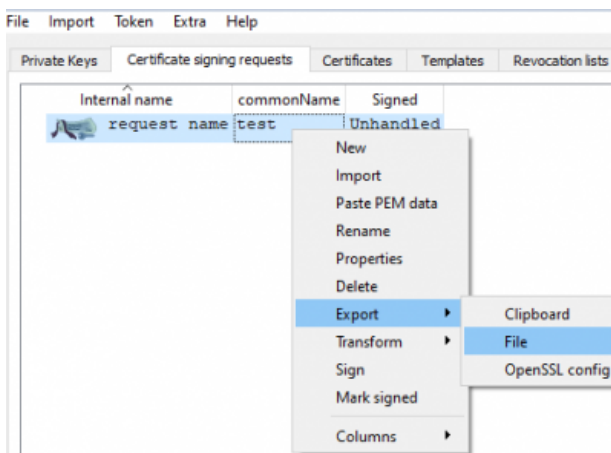 File Import Token Extra Help
Private Keys Certificate signing requests Certificates Templates Revocation lists
Internal name commonName Signed
request name test Unhandled
New
Import
Paste PEM data
Rename
Properties
Delete
Export Clipboard
Transform File
Sign OpenSSL config
Mark signed
Columns